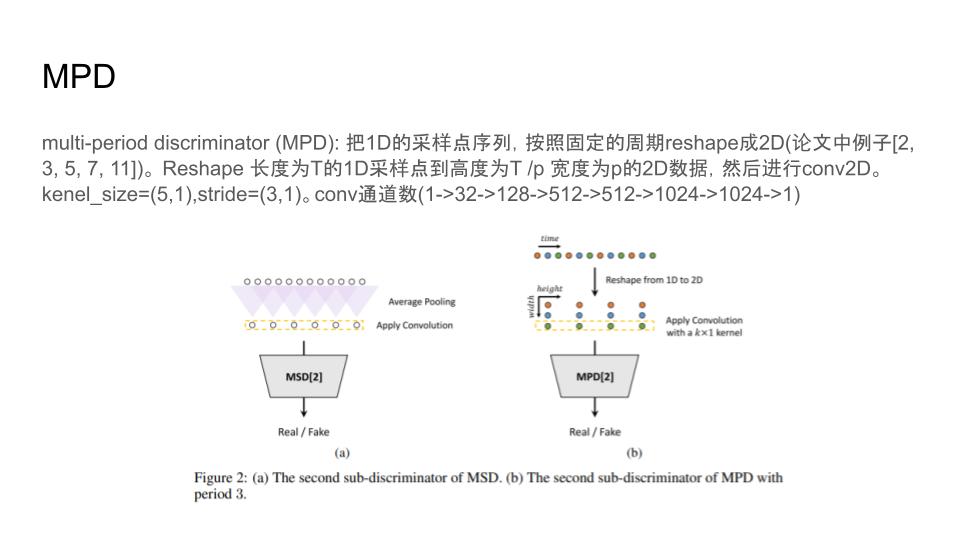 MPD
multi-period discriminator (MPD): 把1D的采样点序列，按照固定的周期reshape成2D(论文中例子[2,
3, 5, 7, 11])。Reshape 长度为T的1D采样点到高度为T /p 宽度为p的2D数据，然后进行conv2D。
kenel_size=(5,1),stride=(3,1)。conv通道数(1->32->128->512->512->1024->1024->1)
Average Pooling
Apply Convolution
MSD[2]
Real / Fake
(a)
time
Reshape from 1D to 2D
height
width
Apply Convolution
with a k×1 kernel
MPD[2]
Real / Fake
(b)
Figure 2: (a) The second sub-discriminator of MSD. (b) The second sub-discriminator of MPD with
period 3.